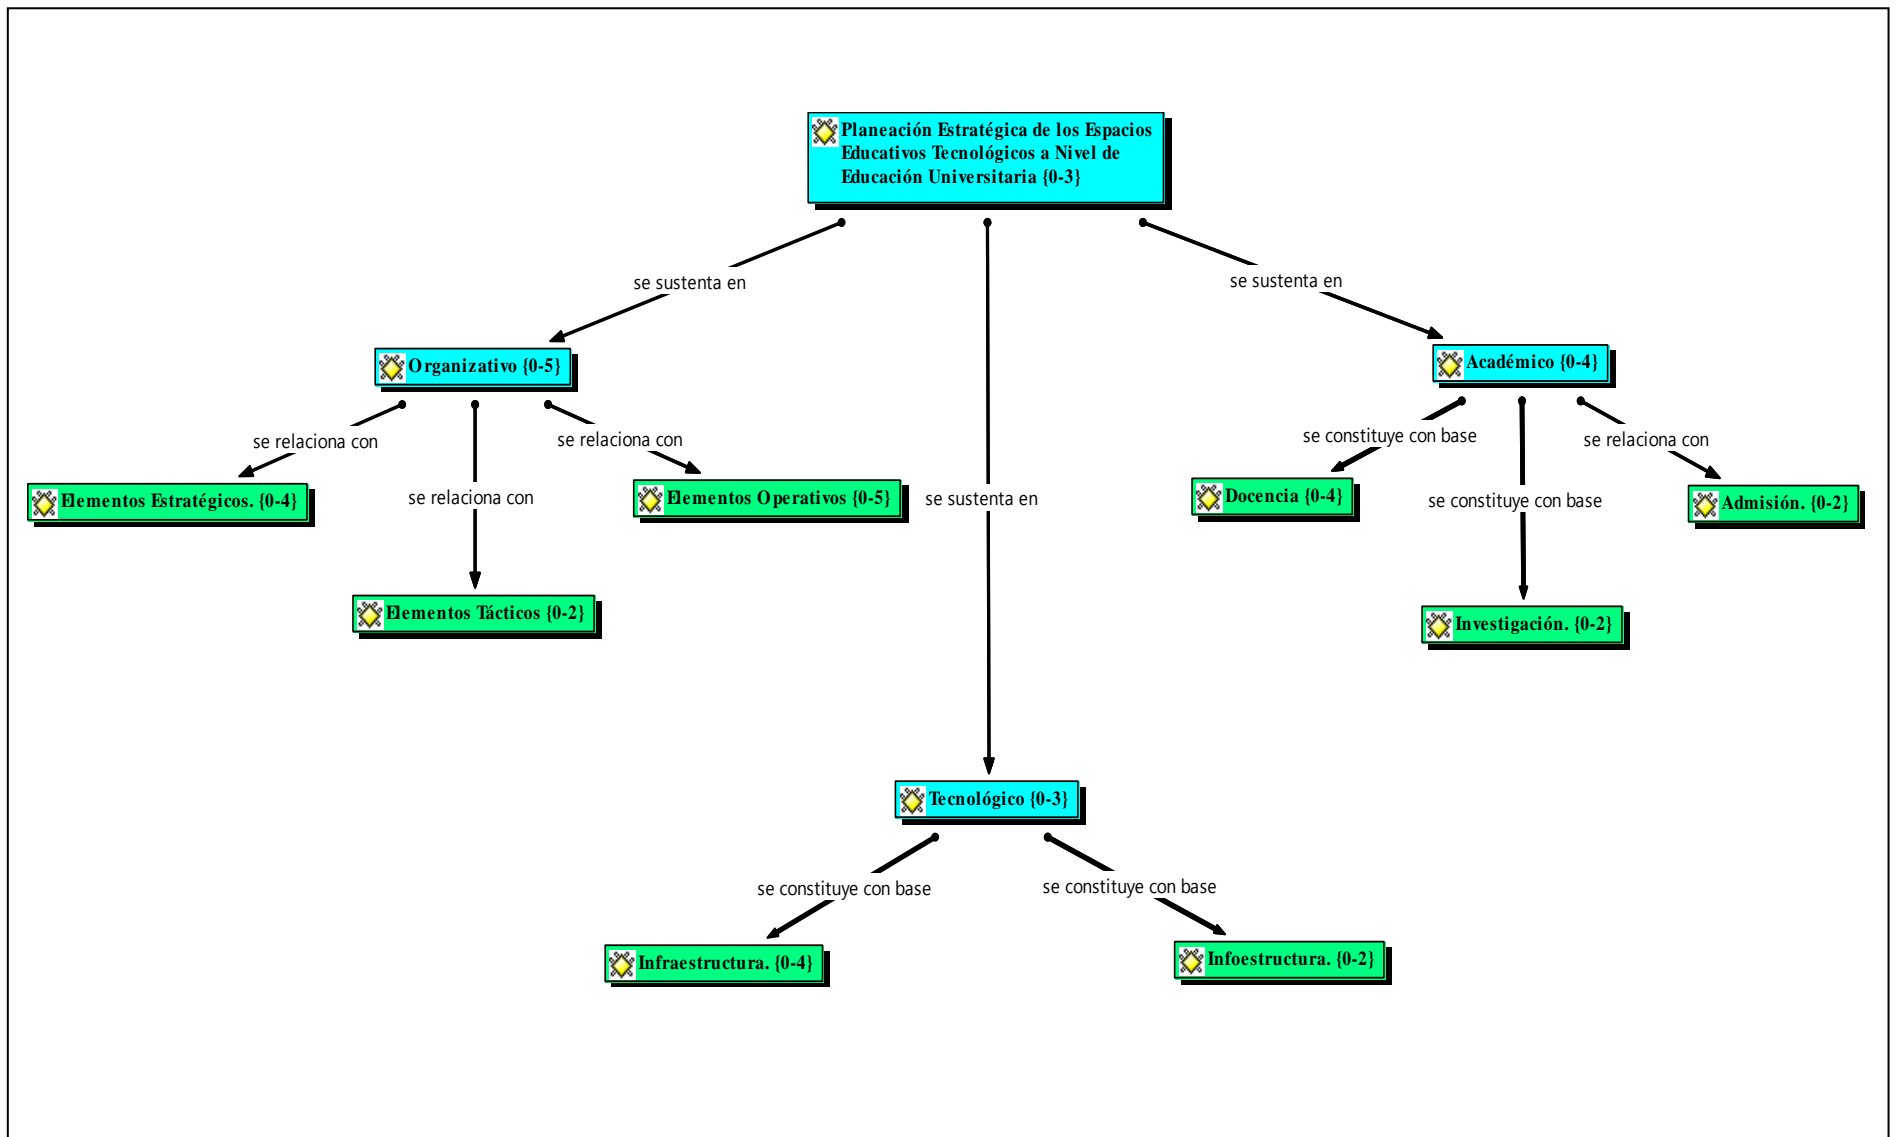 Planeación Estratégica de los Espacios
Educativos Tecnológicos a Nivel de
Educación Universitaria {0-3}
se sustenta en
se sustenta en
Organizativo {0-5}
Académico {0-4}
se relaciona con
se relaciona con
se constituye con base
se relaciona con
Elementos Estratégicos. {0-4}
se relaciona con
Elementos Operativos {0-5}
se sustenta en
Docencia {0-4}
se constituye con base
Admisión. {0-2}
Elementos Tácticos {0-2}
Investigación. {0-2}
Tecnológico {0-3}
se constituye con base
se constituye con base
Infraestructura. {0-4}
Infoestructura. {0-2}